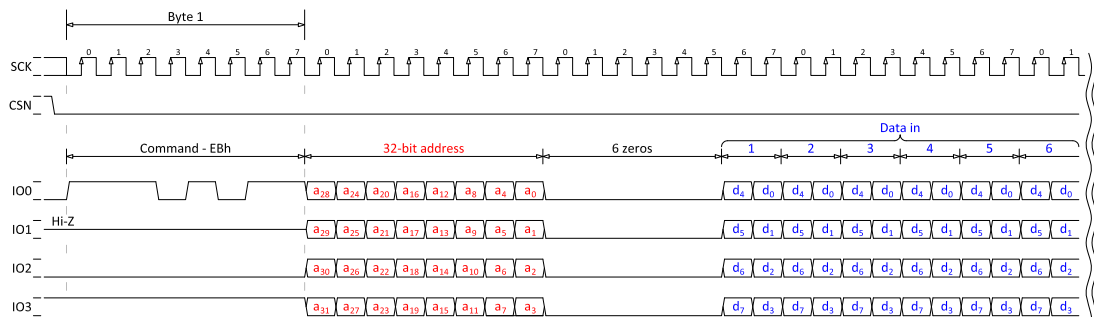 Byte 1
0 1 2 3 4 5 6 7 0 1 2 3 4 5 6 7 0 1 2 3 4 5 6 7 0 1 2 3 4 5 6 7 0 1
SCK
CSN
Data in
Command - EBh 32-bit address 6 zeros 1 2 3 4 5 6
IO0 a28 a24 a20 a16 a12 a8 a4 a0 d4 d0 d4 d0 d4 d0 d4 d0 d4 d0 d4 d0
Hi-Z
IO1 a29 a25 a21 a17 a13 a9 a5 a1 d5 d1 d5 d1 d5 d1 d5 d1 d5 d1 d5 d1
IO2 a30 a26 a22 a18 a14 a10 a6 a2 d6 d2 d6 d2 d6 d2 d6 d2 d6 d2 d6 d2
IO3 a31 a27 a23 a19 a15 a11 a7 a3 d7 d3 d7 d3 d7 d3 d7 d3 d7 d3 d7 d3